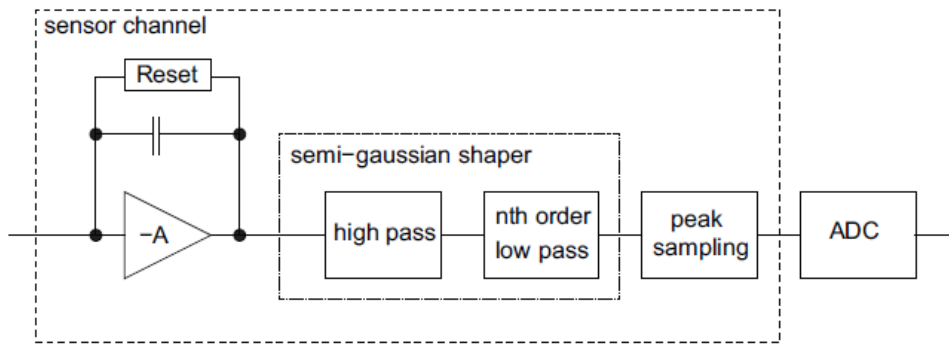 sensor channel
Reset
semi−gaussian shaper
−A
high pass
nth order
low pass
peak
sampling
ADC